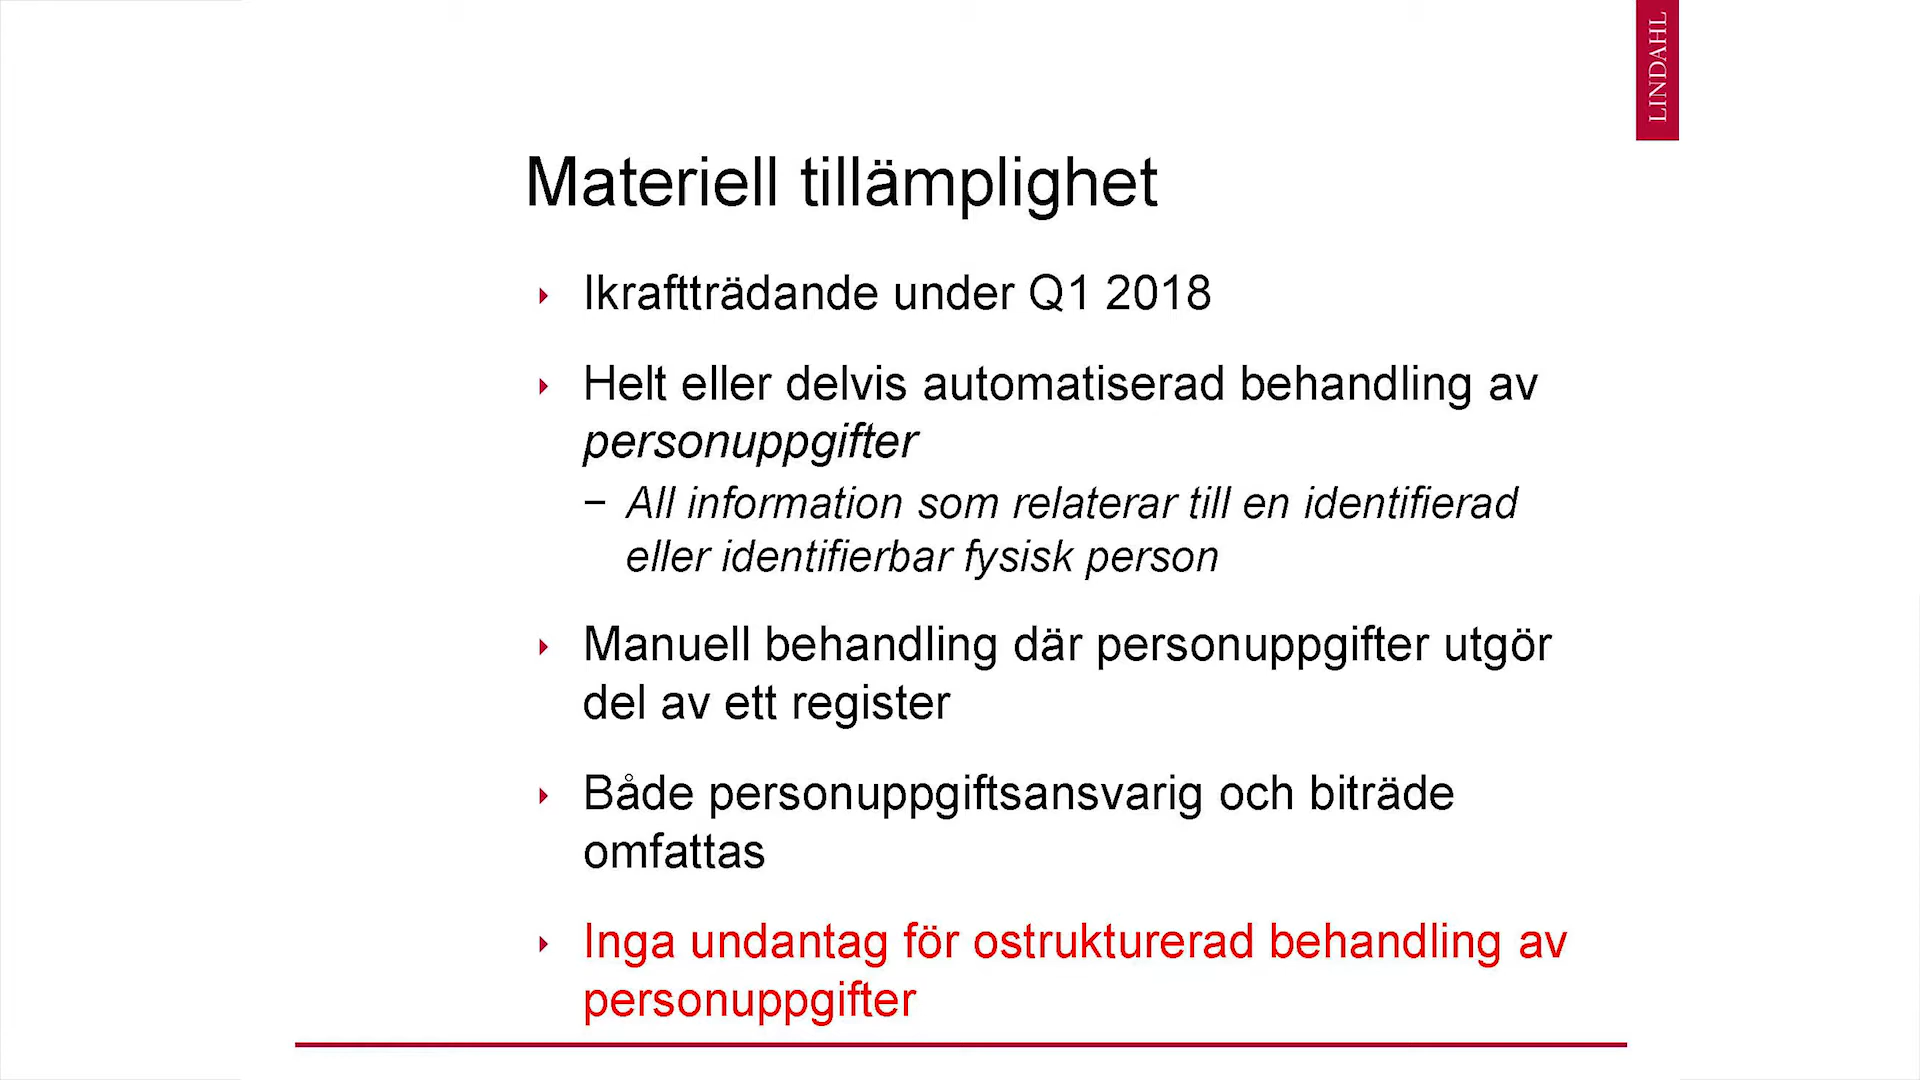 LINDAHL
Materiell tillämplighet
‣ Ikraftträdande under Q1 2018
‣ Helt eller delvis automatiserad behandling av
personuppgifter
− All information som relaterar till en identifierad
eller identifierbar fysisk person
‣ Manuell behandling där personuppgifter utgör
del av ett register
‣ Både personuppgiftsansvarig och biträde
omfattas
‣ Inga undantag för ostrukturerad behandling av
personuppgifter